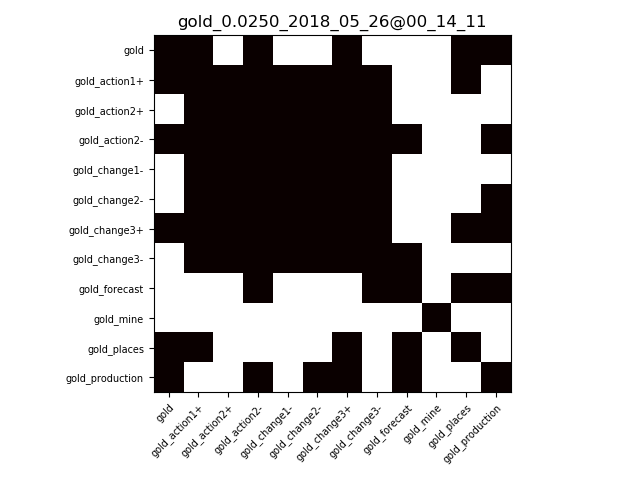 gold_0.0250_2018_05_26@00_14_11
gold
gold_action1+
gold_action2+
gold_action2-
gold_change1-
gold_change2-
gold_change3+
gold_change3-
gold_forecast
gold_mine
gold_places
gold_production
gold
gold_action1+
gold_action2+
gold_action2-
gold_change1-
gold_change2-
gold_change3+
gold_change3-
gold_forecast
gold_mine
gold_places
gold_production